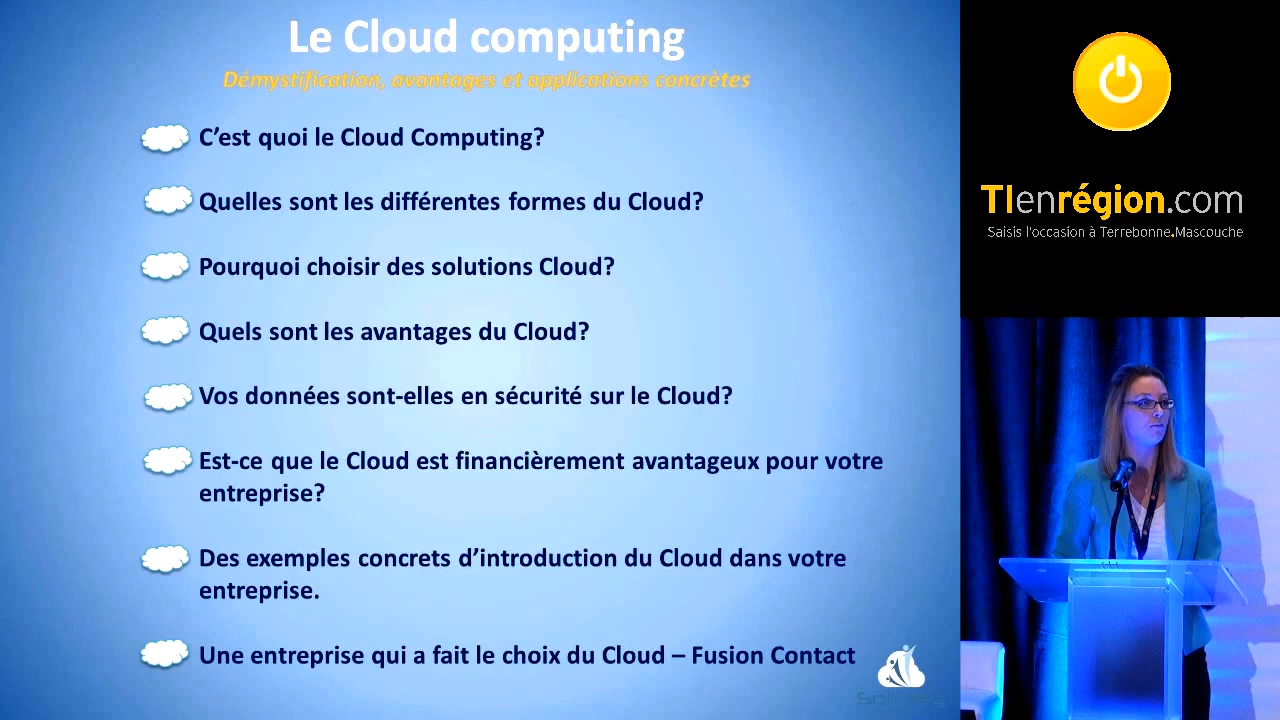 Le Cloud computing
Démystification, avantages et applications concrètes
C'est quoi le Cloud Computing?
Quelles sont les différentes formes du Cloud?
Pourquoi choisir des solutions Cloud?
Quels sont les avantages du Cloud?
Vos données sont-elles en sécurité sur le Cloud?
Est-ce que le Cloud est financièrement avantageux pour votre
entreprise?
Des exemples concrets d'introduction du Cloud dans votre
entreprise.
Une entreprise qui a fait le choix du Cloud – Fusion Contact
TIenrégion.com
Saisis l'occasion à Terrebonne.Mascouche